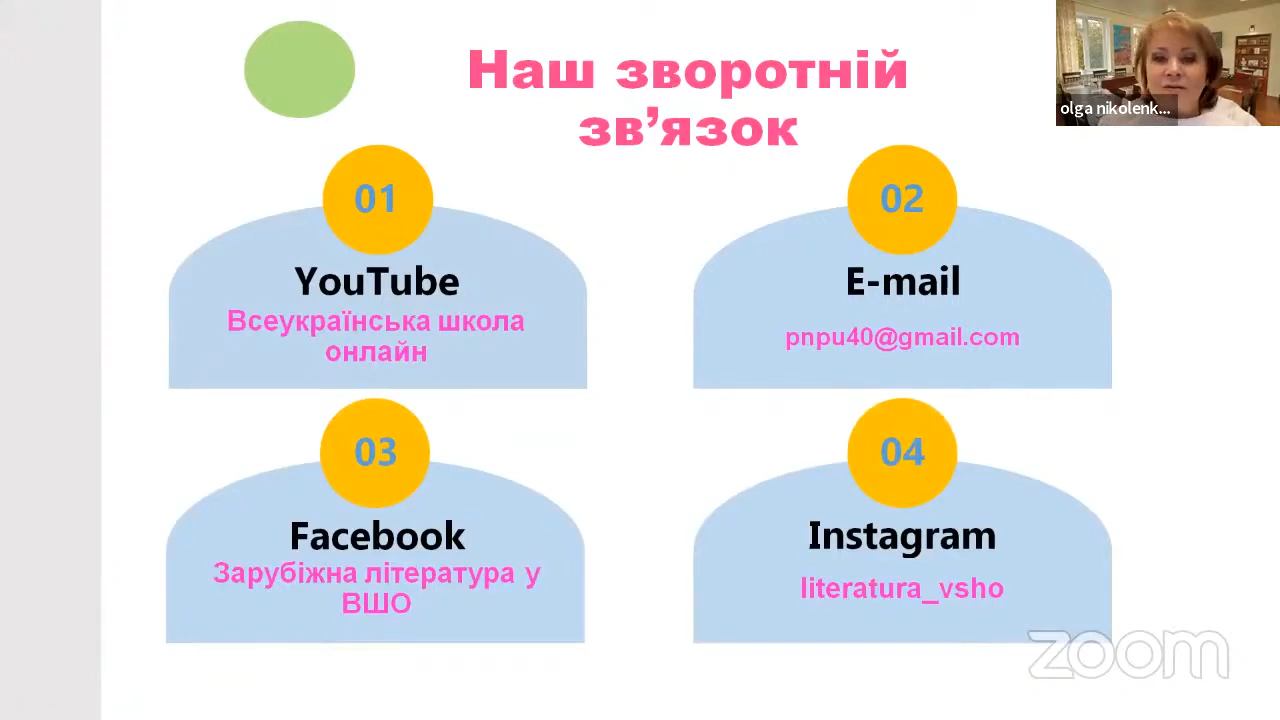 Наш зворотній
зв’язок
olga nikolenk...
01
YouTube
Всеукраїнська школа
онлайн
02
E-mail
pnpu40@gmail.com
03
Facebook
Зарубіжна література у
ВШО
04
Instagram
literatura_vsho
zoom